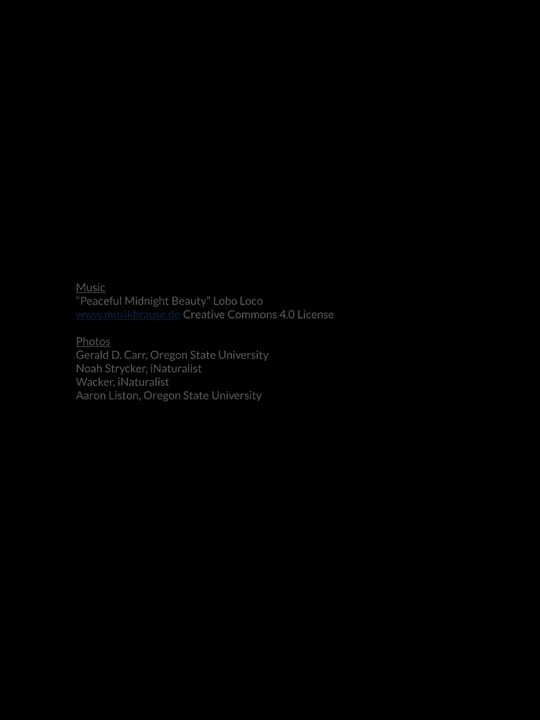 Music
“Peaceful Midnight Beauty” Lobo Loco
www.musikbrause.de Creative Commons 4.0 License
Photos
Gerald D. Carr, Oregon State University
Noah Strycker, iNaturalist
Wacker, iNaturalist
Aaron Liston, Oregon State University